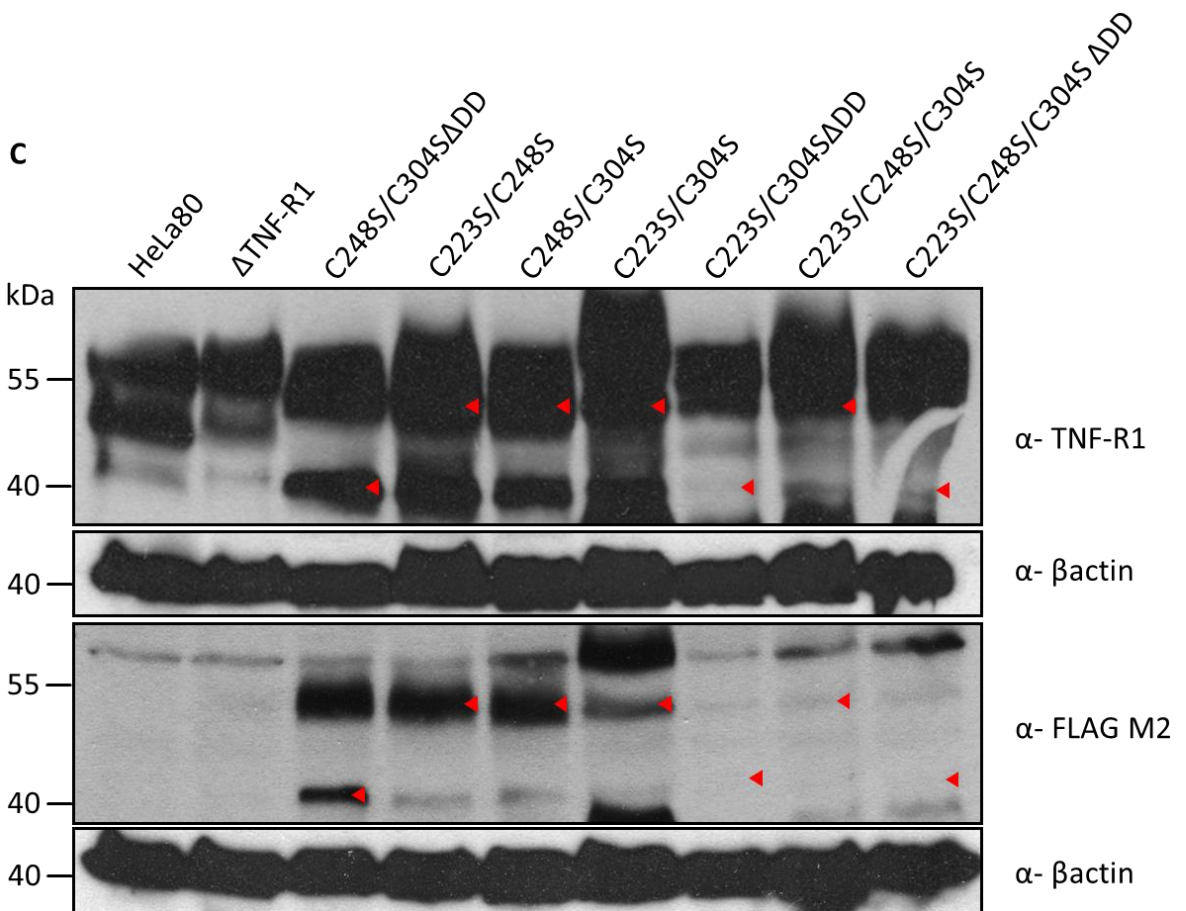 C
HeLa80
ΔTNF-R1
C248S/C304SΔDD
C223S/C248S
C248S/C304S
C223S/C304S
C223S/C304SΔDD
C223S/C248S/C304S
C223S/C248S/C304S ΔDD
kDa
55
40
α- TNF-R1
40
α- βactin
55
40
α- FLAG M2
40
α- βactin